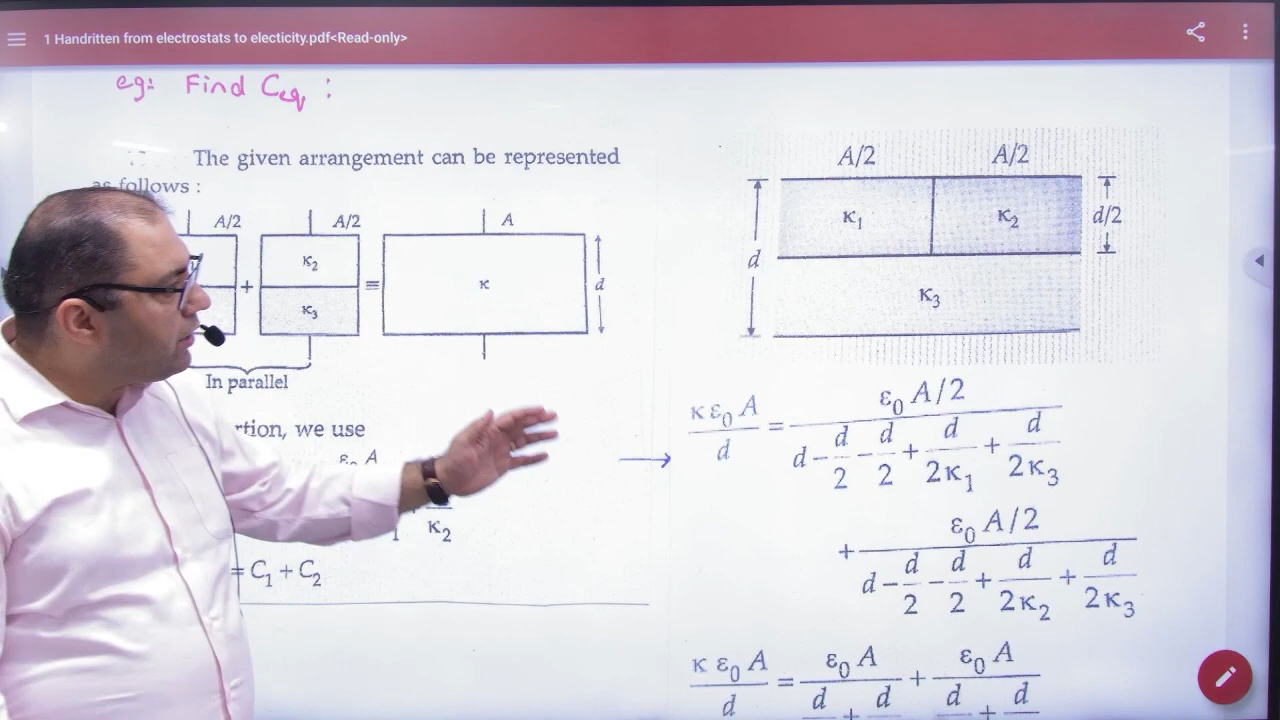 1 Handritten from electrostats to electicity.pdf<Read-only>
eg: Find Ceq :
The given arrangement can be represented
as follows :
A/2 A/2 A
κ2
+ ≡ κ d
κ3
In parallel
rtion, we use
ε0 A
κ2
= C1 + C2
A/2 A/2
κ1 κ2 d/2
d
κ3
κ ε0 A / d = ε0 A/2 / (d - d/2 - d/2 + d/2κ1 + d/2κ3)
+ ε0 A/2 / (d - d/2 - d/2 + d/2κ2 + d/2κ3)
κ ε0 A / d = ε0 A / (d + d) + ε0 A / (d + d)